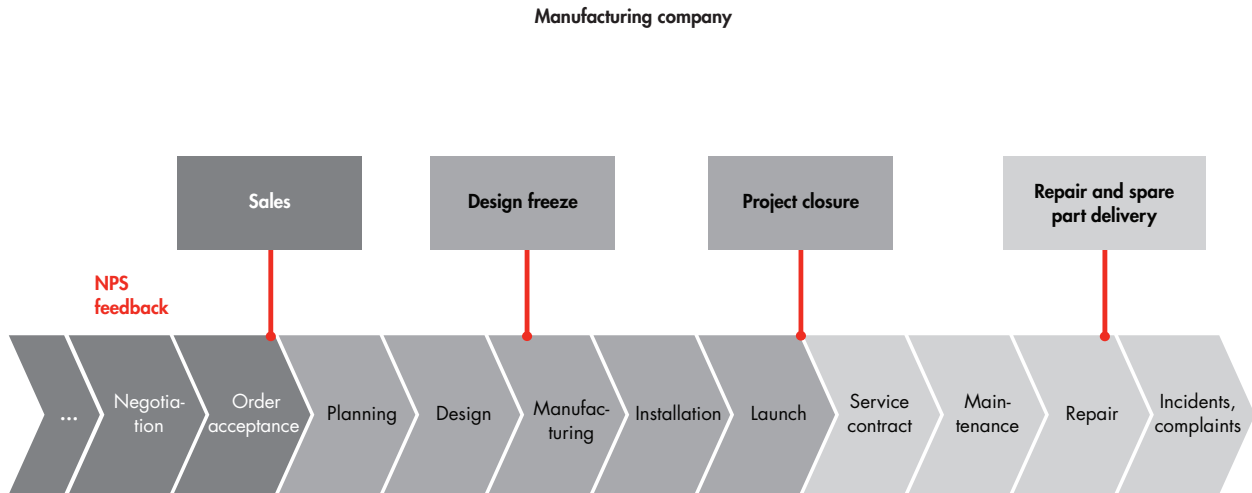 Manufacturing company
Sales
Design freeze
Project closure
Repair and spare
part delivery
NPS
feedback
...
Negotia-
tion
Order
acceptance
Planning
Design
Manufac-
turing
Installation
Launch
Service
contract
Main-
tenance
Repair
Incidents,
complaints